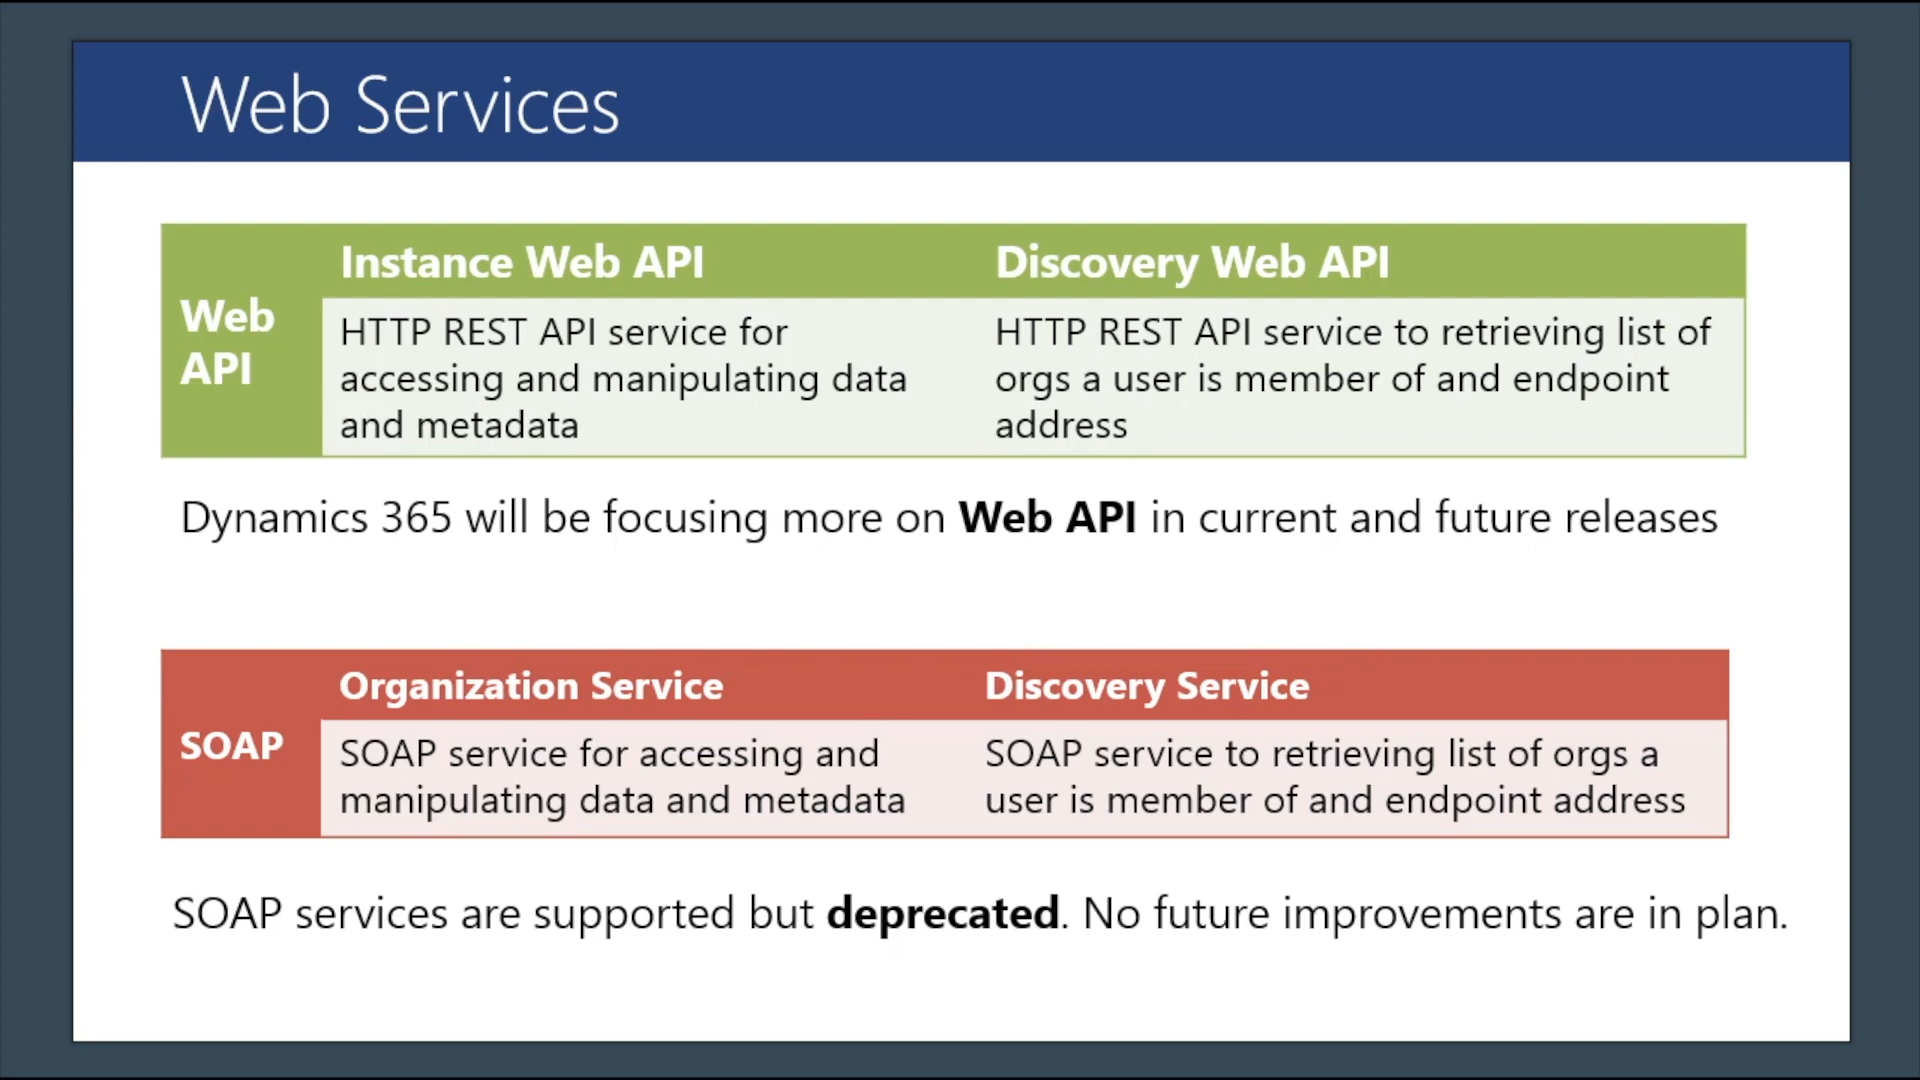 Web Services
Instance Web API
Discovery Web API
Web
API
HTTP REST API service for
accessing and manipulating data
and metadata
HTTP REST API service to retrieving list of
orgs a user is member of and endpoint
address
Dynamics 365 will be focusing more on Web API in current and future releases
Organization Service
Discovery Service
SOAP
SOAP service for accessing and
manipulating data and metadata
SOAP service to retrieving list of orgs a
user is member of and endpoint address
SOAP services are supported but deprecated. No future improvements are in plan.